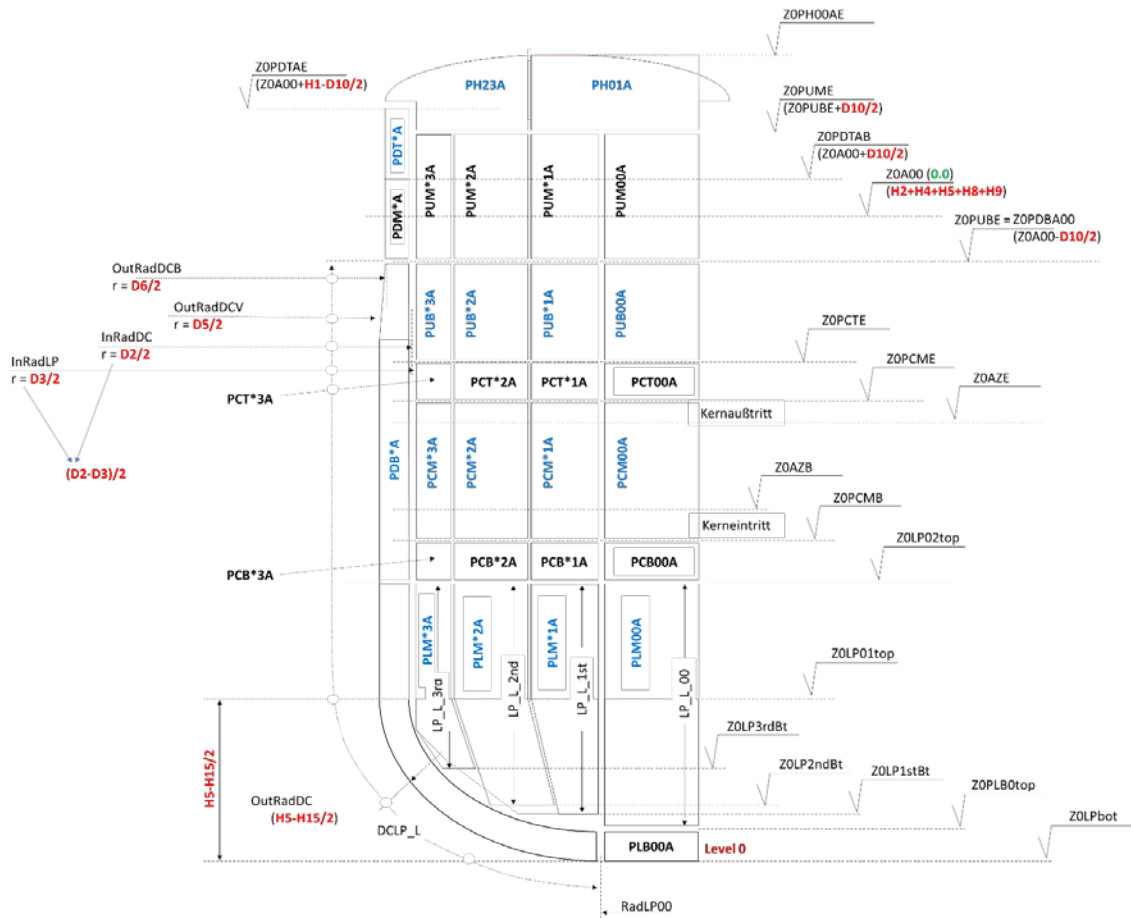 Z0PH00AE
Z0PDTAE
(Z0A00+H1-D10/2)
PH23A
PH01A
Z0PUME
(Z0PUBE+D10/2)
PDT*A
Z0PDTAB
(Z0A00+D10/2)
PUM*3A
PUM*2A
PUM*1A
PUM00A
Z0A00 (0.0)
(H2+H4+H5+H8+H9)
PDM*A
Z0PUBE = Z0PDBA00
(Z0A00-D10/2)
OutRadDCB
r = D6/2
OutRadDCV
r = D5/2
PUB*3A
PUB*2A
PUB*1A
PUB00A
InRadDC
r = D2/2
Z0PCTE
InRadLP
r = D3/2
Z0PCME
PCT*3A
PCT*2A
PCT*1A
PCT00A
Z0AZE
Kernaußtritt
(D2-D3)/2
PDB*A
PCM*3A
PCM*2A
PCM*1A
PCM00A
Z0AZB
Z0PCMB
Kerneintritt
Z0LP02top
PCB*3A
PCB*2A
PCB*1A
PCB00A
PLM*3A
PLM*2A
PLM*1A
PLM00A
Z0LP01top
LP_L_3ra
LP_L_2nd
LP_L_1st
LP_L_00
Z0LP3rdBt
H5-H15/2
Z0LP2ndBt
Z0LP1stBt
OutRadDC
(H5-H15/2)
Z0PLB0top
DCLP_L
Z0LPbot
PLB00A
Level 0
RadLP00